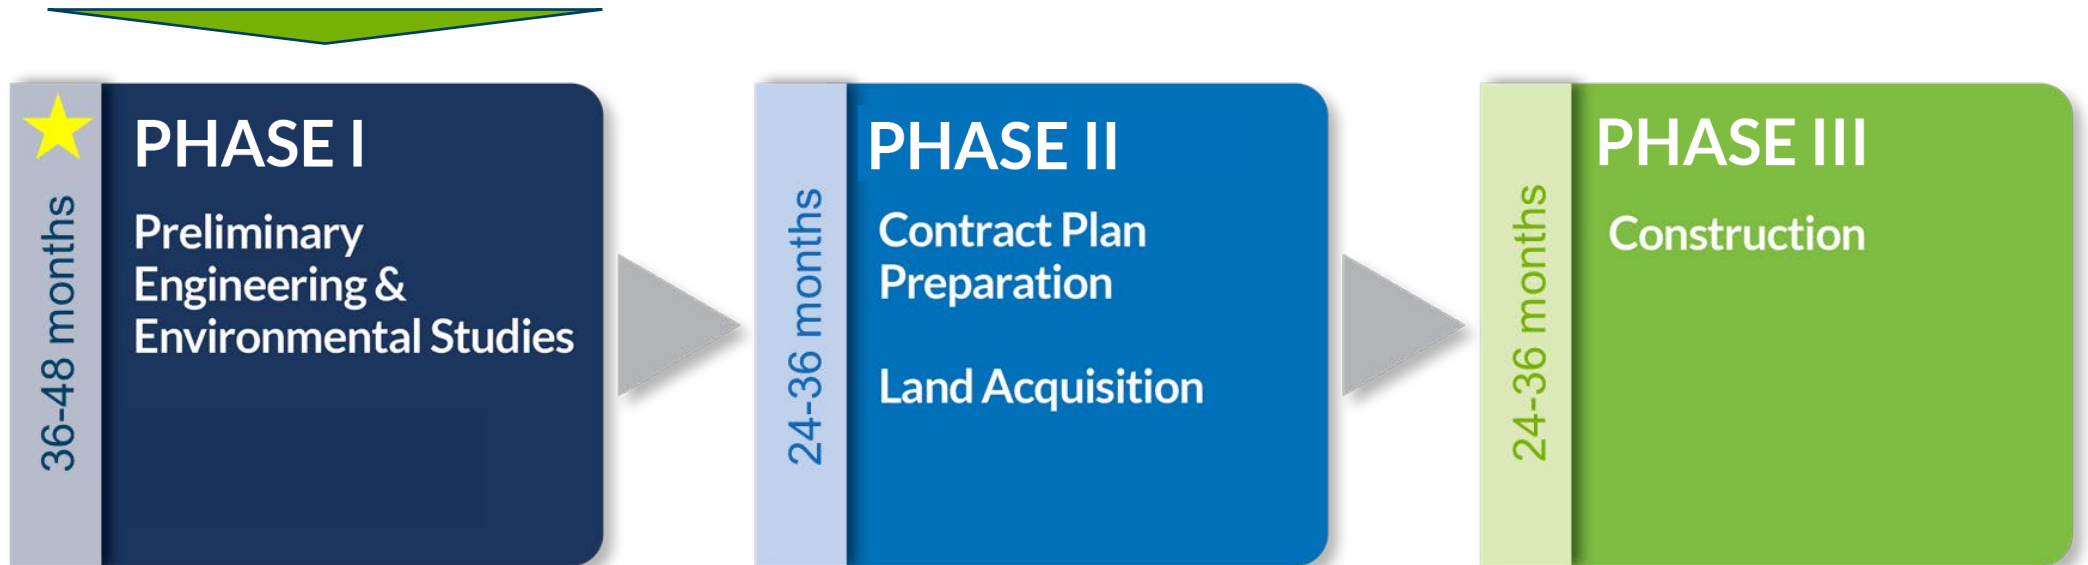 36-48 months
PHASE I
Preliminary
Engineering &
Environmental Studies
24-36 months
PHASE II
Contract Plan
Preparation
Land Acquisition
24-36 months
PHASE III
Construction